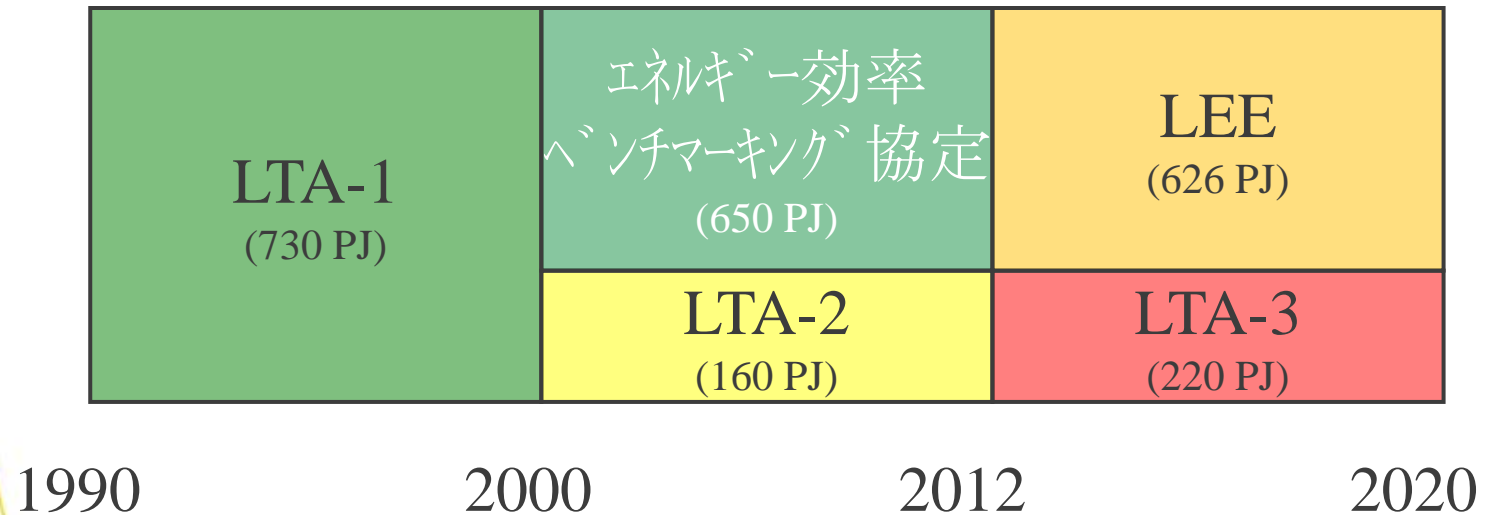 LTA-1
(730 PJ)
ｴﾈﾙｷﾞｰ効率
ﾍﾞﾝﾁﾏｰｷﾝｸﾞ協定
(650 PJ)
LTA-2
(160 PJ)
LEE
(626 PJ)
LTA-3
(220 PJ)
1990
2000
2012
2020